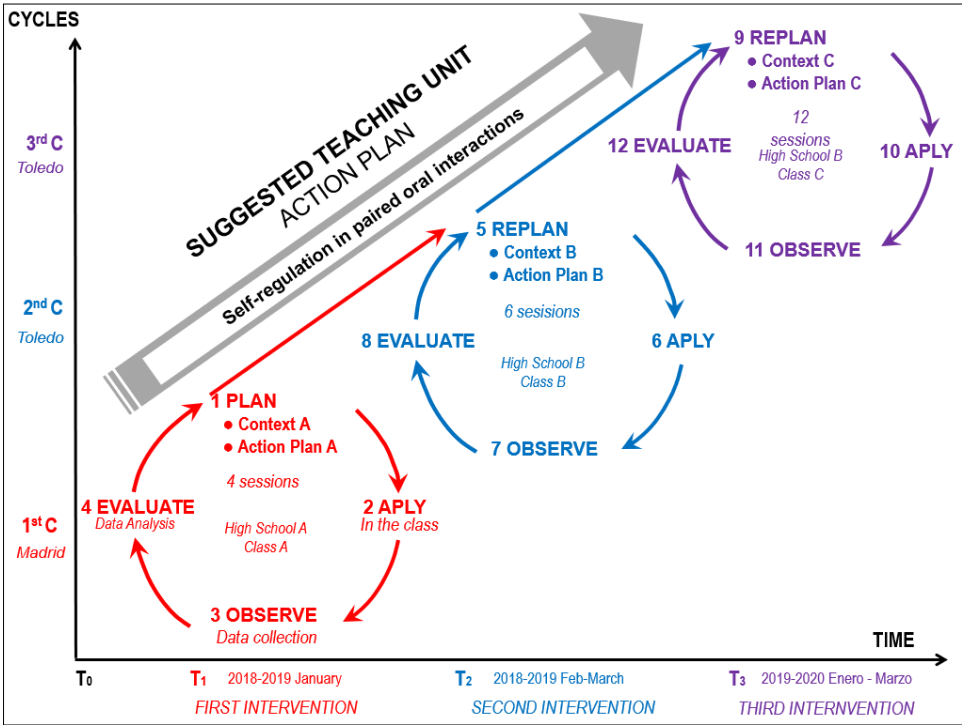 CYCLES
SUGGESTED TEACHING UNIT
ACTION PLAN
Self-regulation in paired oral interactions
3rd C
Toledo
9 REPLAN
● Context C
● Action Plan C
12
sessions
High School B
Class C
10 APLY
11 OBSERVE
12 EVALUATE
2nd C
Toledo
5 REPLAN
● Context B
● Action Plan B
6 sesisions
High School B
Class B
6 APLY
7 OBSERVE
8 EVALUATE
1st C
Madrid
1 PLAN
● Context A
● Action Plan A
4 sessions
High School A
Class A
2 APLY
In the class
3 OBSERVE
Data collection
4 EVALUATE
Data Analysis
TIME
T0
T1 2018-2019 January
FIRST INTERVENTION
T2 2018-2019 Feb-March
SECOND INTERVENTION
T3 2019-2020 Enero - Marzo
THIRD INTERNVENTION